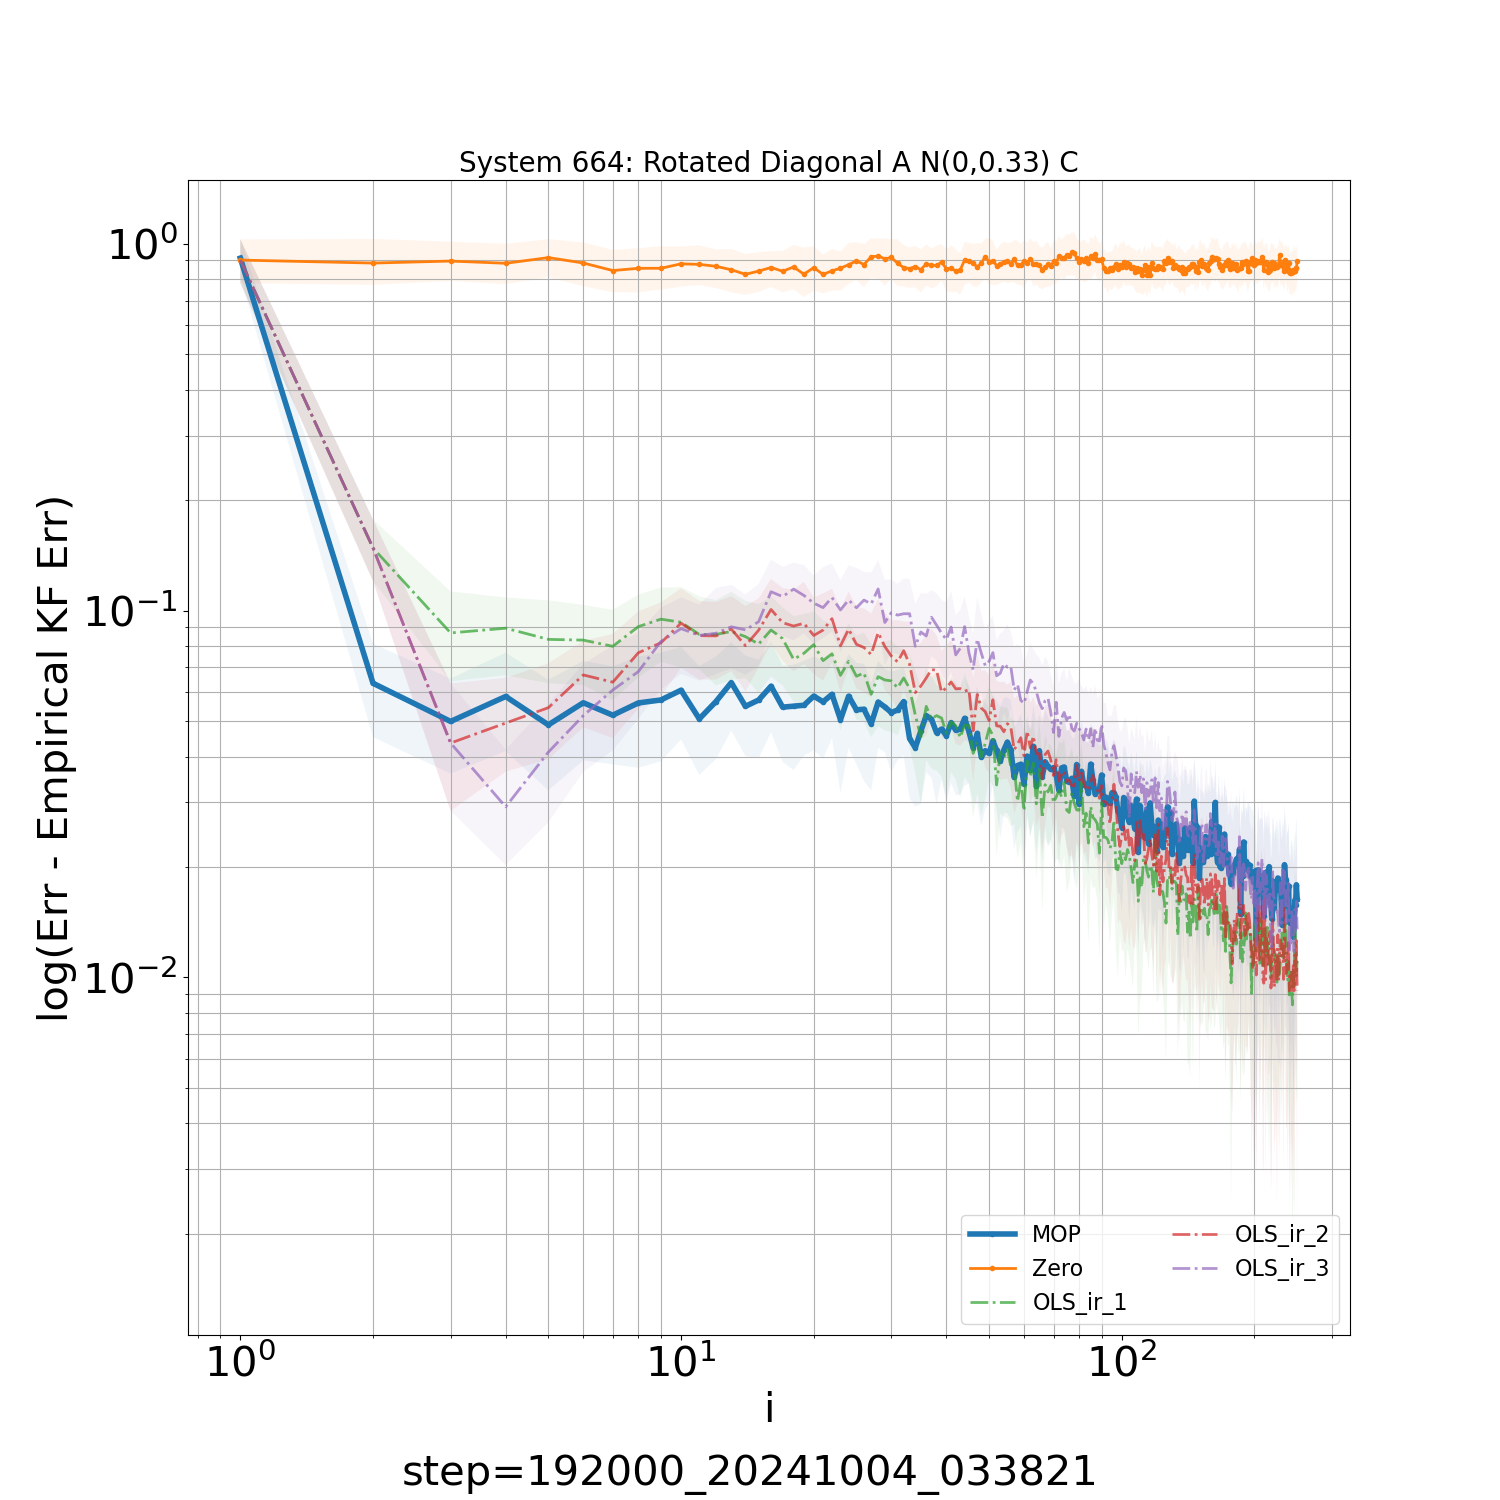 System 664: Rotated Diagonal A N(0,0.33) C
log(Err - Empirical KF Err)
10⁰
10⁻¹
10⁻²
MOP
Zero
OLS_ir_1
OLS_ir_2
OLS_ir_3
10⁰ 10¹ 10²
i
step=192000_20241004_033821